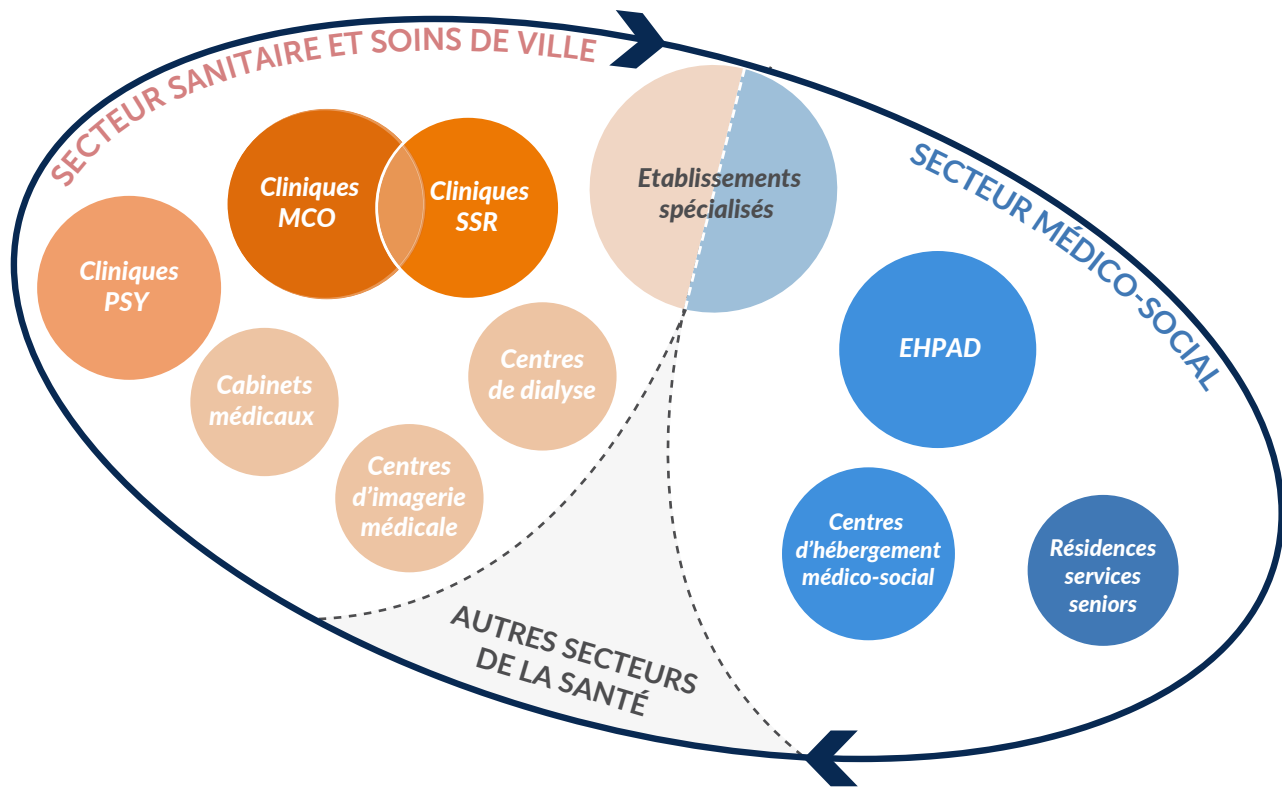 SECTEUR SANITAIRE ET SOINS DE VILLE
Cliniques
MCO
Cliniques
SSR
Etablissements
spécialisés
SECTEUR MÉDICO-SOCIAL
Cliniques
PSY
Cabinets
médicaux
Centres
de dialyse
Centres
d’imagerie
médicale
EHPAD
Centres
d’hébergement
médico-social
Résidences
services
seniors
AUTRES SECTEURS
DE LA SANTÉ